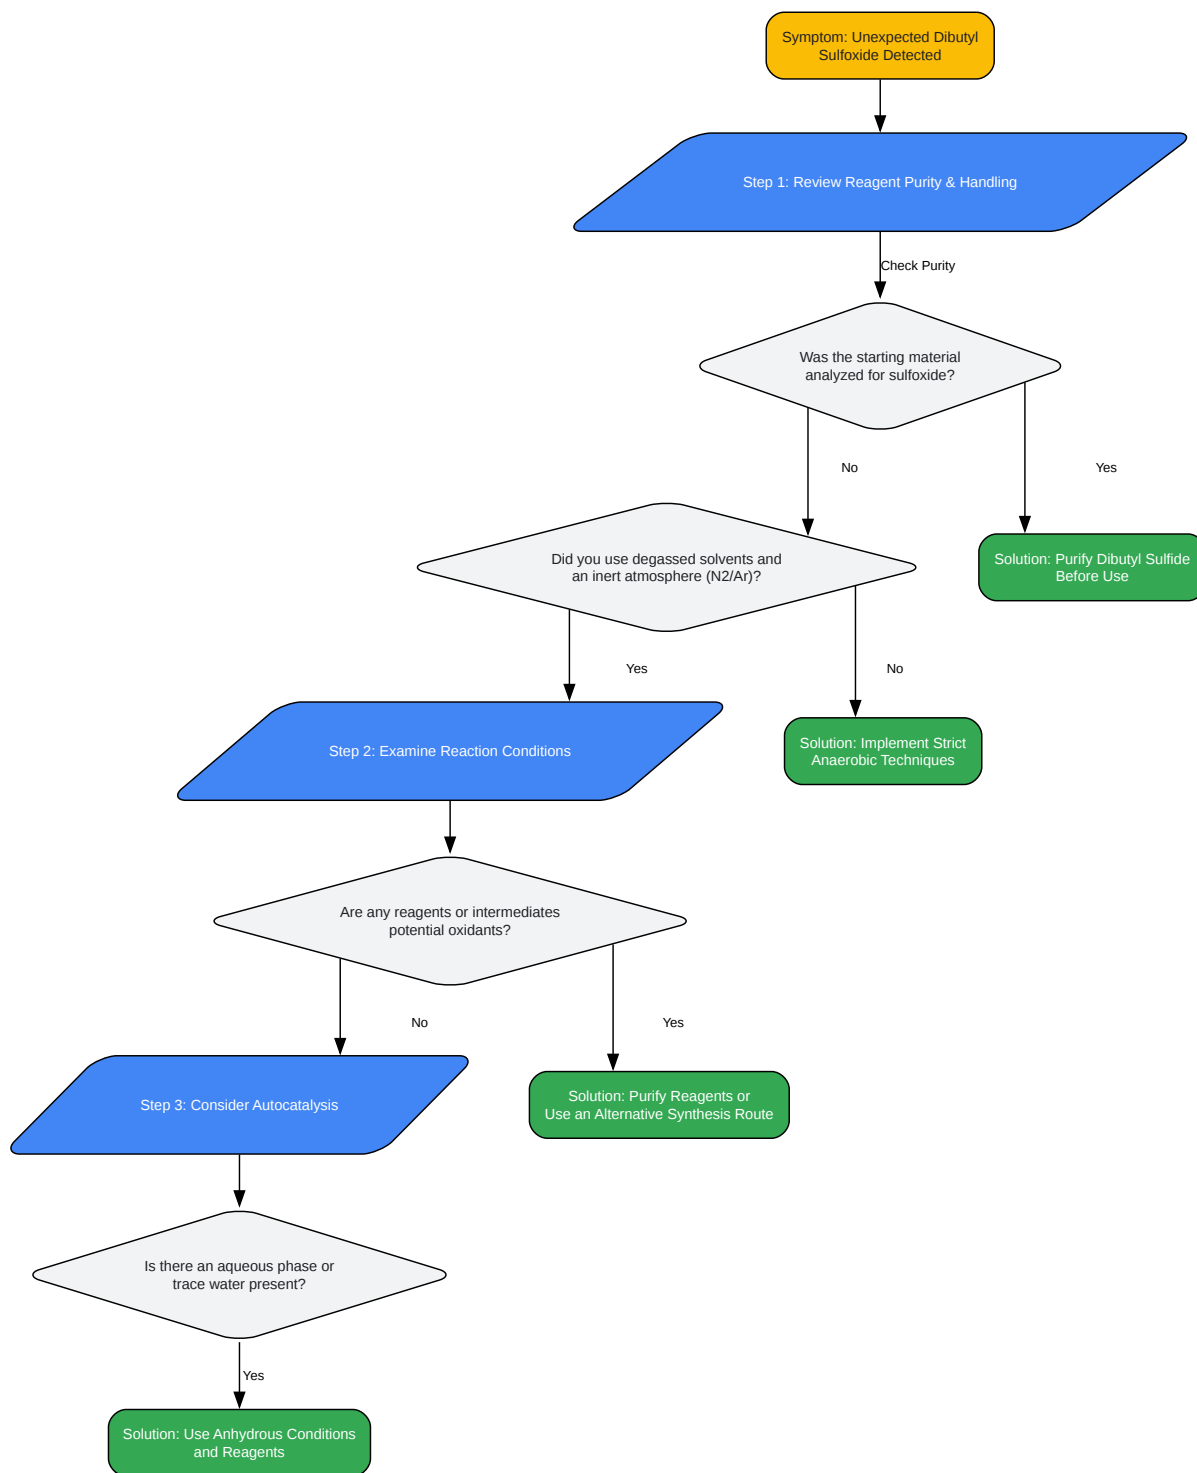 Symptom: Unexpected Dibutyl
Sulfoxide Detected
Step 1: Review Reagent Purity & Handling
Check Purity
Was the starting material
analyzed for sulfoxide?
No
Yes
Did you use degassed solvents and
an inert atmosphere (N2/Ar)?
Solution: Purify Dibutyl Sulfide
Before Use
Yes
No
Step 2: Examine Reaction Conditions
Solution: Implement Strict
Anaerobic Techniques
Are any reagents or intermediates
potential oxidants?
No
Yes
Step 3: Consider Autocatalysis
Solution: Purify Reagents or
Use an Alternative Synthesis Route
Is there an aqueous phase or
trace water present?
Yes
Solution: Use Anhydrous Conditions
and Reagents